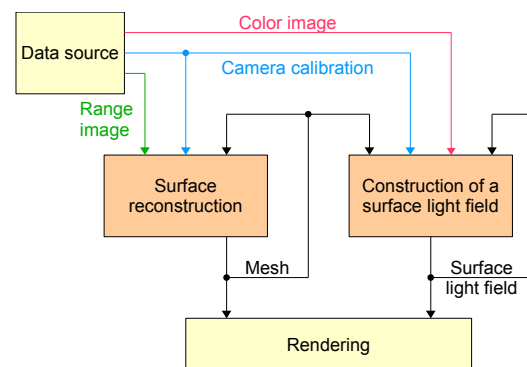 Color image
Data source
Camera calibration
Range
image
Surface
reconstruction
Construction of a
surface light field
Mesh
Surface
light field
Rendering